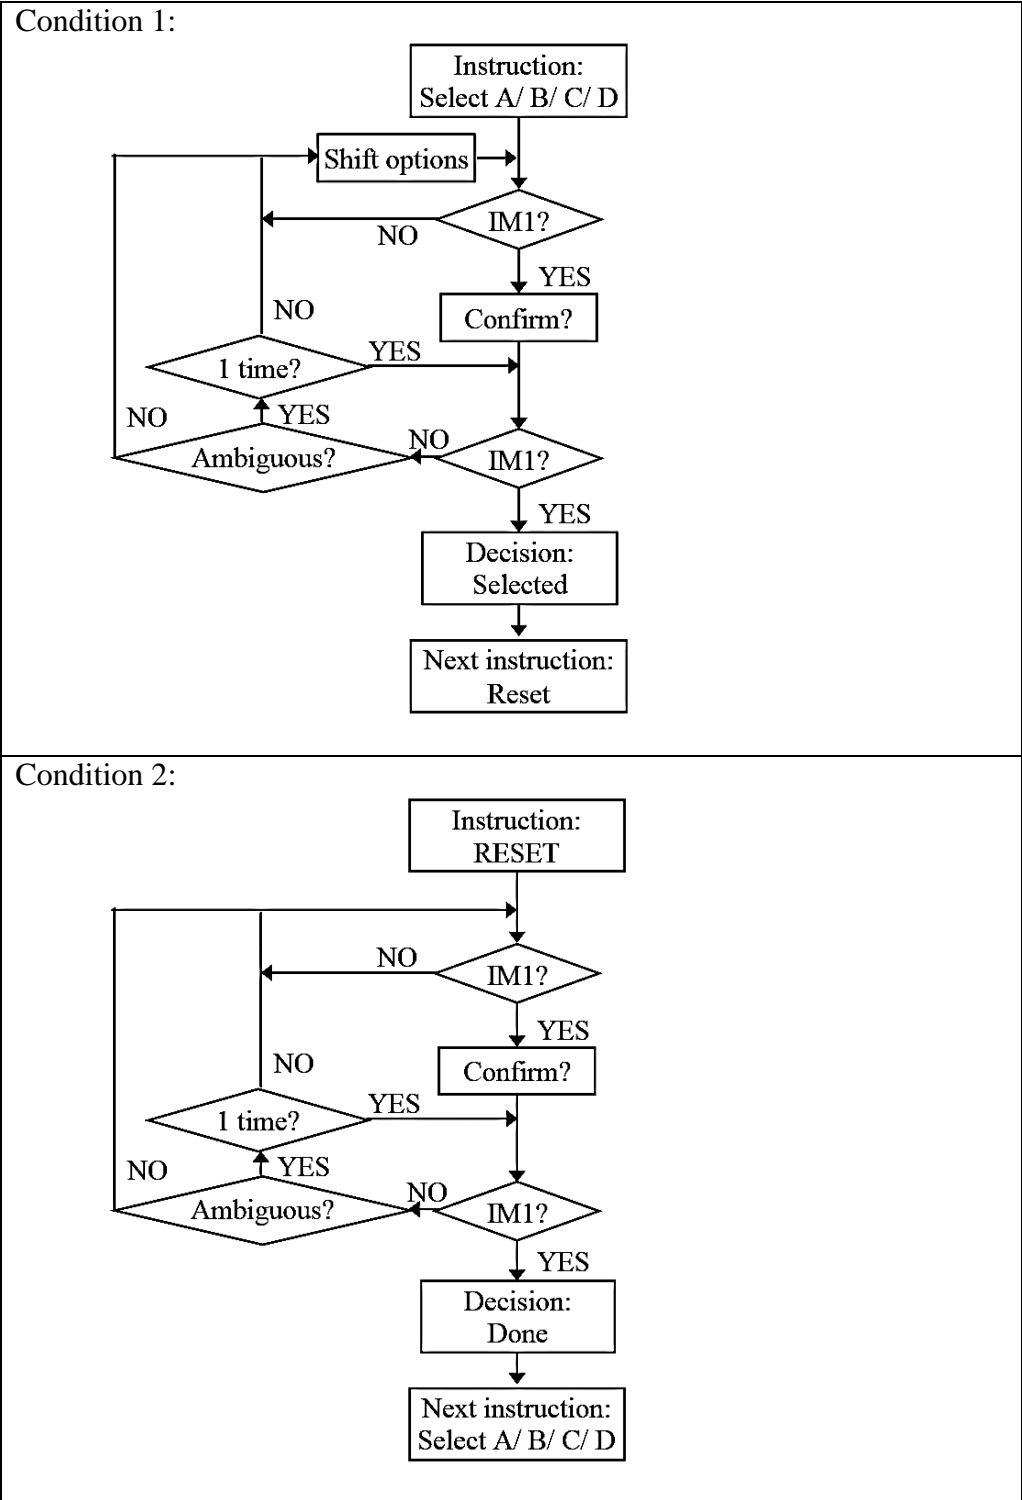 Condition 1:
Instruction:
Select A/ B/ C/ D
Shift options
IM1?
NO
YES
Confirm?
NO
1 time?
YES
NO
YES
Ambiguous?
NO
IM1?
YES
Decision:
Selected
Next instruction:
Reset
Condition 2:
Instruction:
RESET
NO
IM1?
YES
Confirm?
NO
1 time?
YES
NO
YES
Ambiguous?
NO
IM1?
YES
Decision:
Done
Next instruction:
Select A/ B/ C/ D